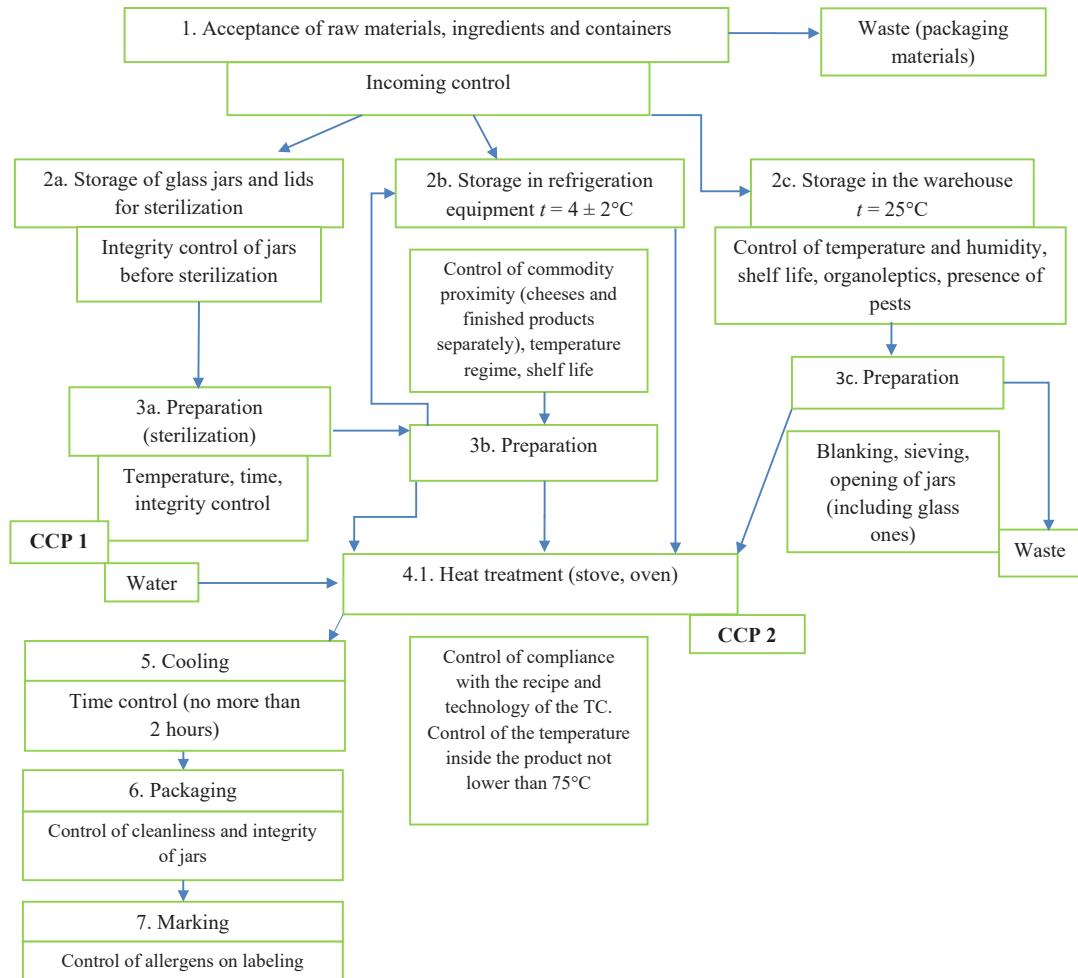 1. Acceptance of raw materials, ingredients and containers
Waste (packaging
materials)
Incoming control
2a. Storage of glass jars and lids
for sterilization
Integrity control of jars
before sterilization
2b. Storage in refrigeration
equipment t = 4 ± 2°C
Control of commodity
proximity (cheeses and
finished products
separately), temperature
regime, shelf life
2c. Storage in the warehouse
t = 25°C
Control of temperature and humidity,
shelf life, organoleptics, presence of
pests
3a. Preparation
(sterilization)
Temperature, time,
integrity control
CCP 1
3b. Preparation
3c. Preparation
Blanking, sieving,
opening of jars
(including glass
ones)
Waste
Water
4.1. Heat treatment (stove, oven)
CCP 2
Control of compliance
with the recipe and
technology of the TC.
Control of the temperature
inside the product not
lower than 75°C
5. Cooling
Time control (no more than
2 hours)
6. Packaging
Control of cleanliness and integrity
of jars
7. Marking
Control of allergens on labeling